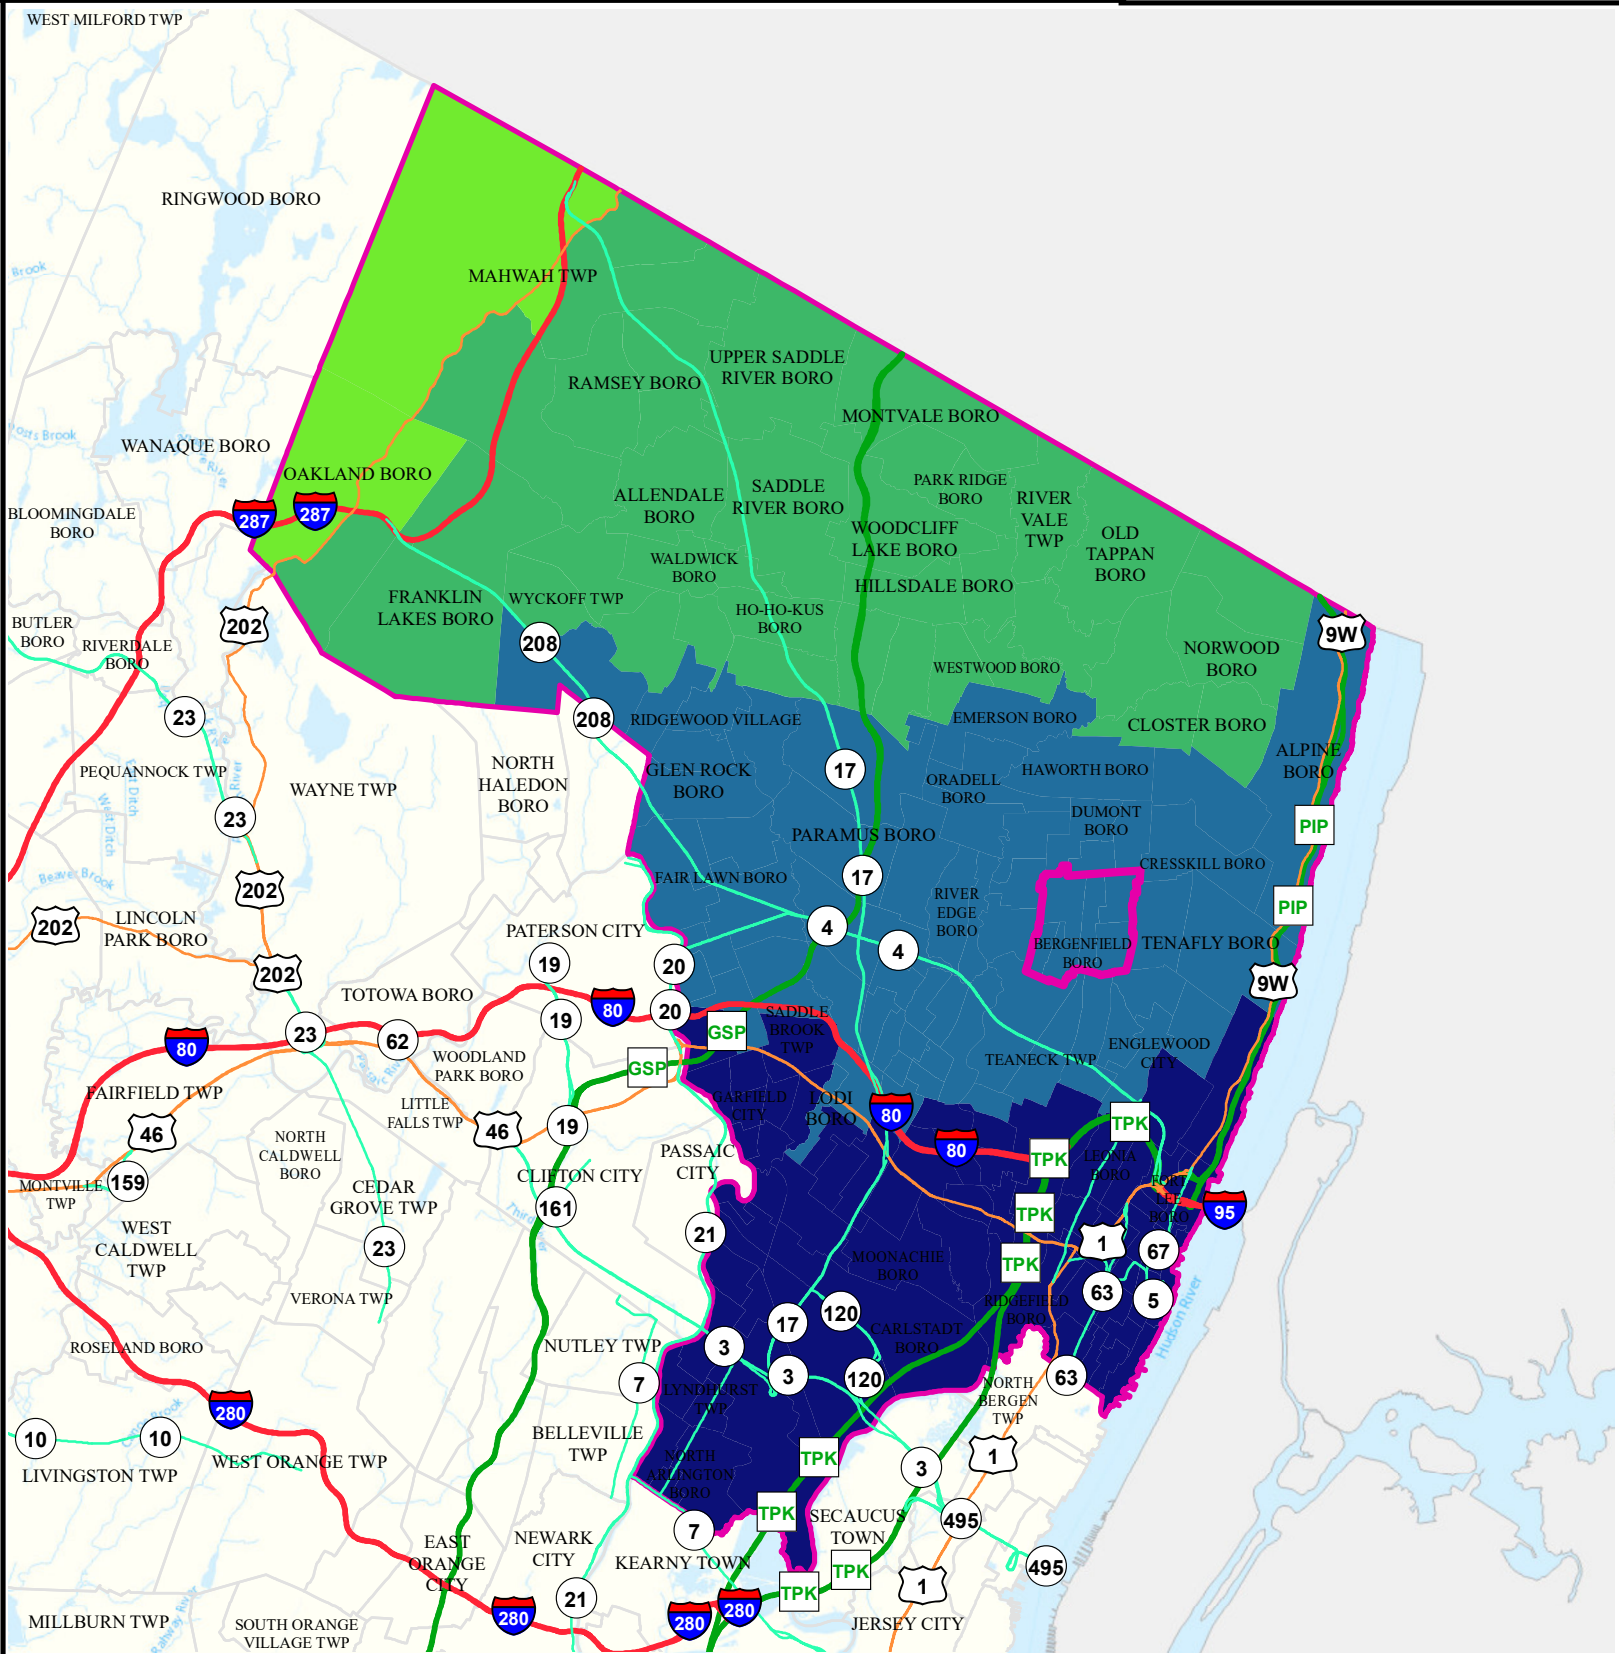 WEST MILFORD TWP
RINGWOOD BORO
MAHWAH TWP
UPPER SADDLE
RIVER BORO
RAMSEY BORO
MONTVALE BORO
WANAQUE BORO
OAKLAND BORO
PARK RIDGE
BORO
SADDLE
RIVER BORO
ALLENDALE
BORO
RIVER
VALE
TWP
BLOOMINGDALE
BORO
287
287
WOODCLIFF
LAKE BORO
OLD
TAPPAN
BORO
WALDWICK
BORO
HILLSDALE BORO
FRANKLIN
LAKES BORO
WYCKOFF TWP
HO-HO-KUS
BORO
BUTLER
BORO
202
RIVERDALE
BORO
208
9W
NORWOOD
BORO
WESTWOOD BORO
23
208
RIDGEWOOD VILLAGE
EMERSON BORO
CLOSTER BORO
ALPINE
BORO
PEQUANNOCK TWP
WAYNE TWP
NORTH
HALEDON
BORO
GLEN ROCK
BORO
17
ORADELL
BORO
HAWORTH BORO
23
DUMONT
BORO
PIP
PARAMUS BORO
CRESSKILL BORO
Beaver Brook
202
FAIR LAWN BORO
17
PIP
202
LINCOLN
PARK BORO
RIVER
EDGE
BORO
PATERSON CITY
4
4
BERGENFIELD
BORO
TENAFLY BORO
202
19
20
9W
TOTOWA BORO
80
20
19
23
62
80
GSP
SADDLE
BROOK
TWP
WOODLAND
PARK BORO
GSP
TEANECK TWP
ENGLEWOOD
CITY
FAIRFIELD TWP
LITTLE
FALLS TWP
GARFIELD
CITY
LODI
BORO
80
46
46
19
TPK
NORTH
CALDWELL
BORO
PASSAIC
CITY
80
TPK
LEONIA
BORO
MONTVILLE
TWP
159
CLIFTON CITY
CEDAR
GROVE TWP
161
FORT
LEE
BORO
95
TPK
WEST
CALDWELL
TWP
23
21
1
67
MOONACHIE
BORO
TPK
VERONA TWP
63
5
RIDGEFIELD
BORO
Hudson River
120
17
CARLSTADT
BORO
ROSELAND BORO
NUTLEY TWP
3
3
120
63
7
LYNDHURST
TWP
NORTH
BERGEN
TWP
280
10
10
BELLEVILLE
TWP
LIVINGSTON TWP
WEST ORANGE TWP
NORTH
ARLINGTON
BORO
TPK
3
1
TPK
SECAUCUS
TOWN
495
7
EAST
ORANGE
CITY
NEWARK
CITY
KEARNY TOWN
TPK
495
TPK
1
21
280
280
280
MILLBURN TWP
SOUTH ORANGE
VILLAGE TWP
JERSEY CITY